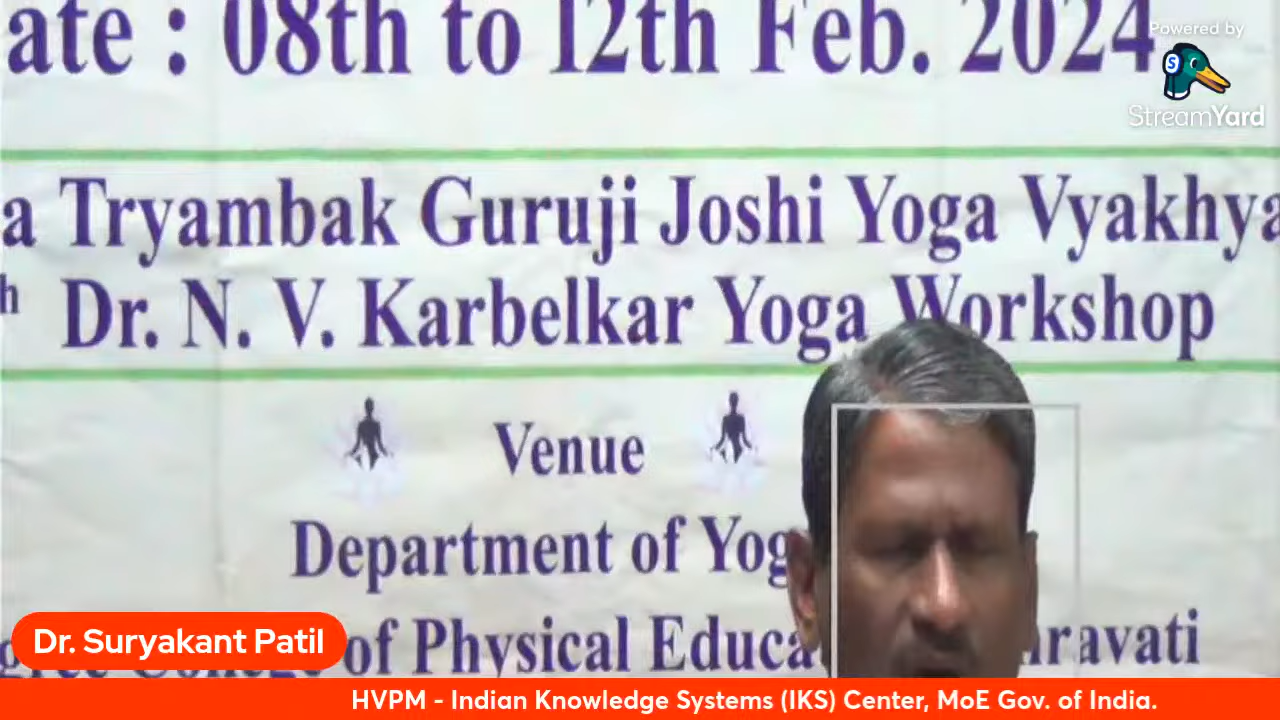 ate : 08th to 12th Feb. 2024
Powered by
StreamYard
a Tryambak Guruji Joshi Yoga Vyakhya
h Dr. N. V. Karbelkar Yoga Workshop
Venue
Department of Yog
of Physical Educa ravati
Dr. Suryakant Patil
HVPM - Indian Knowledge Systems (IKS) Center, MoE Gov. of India.